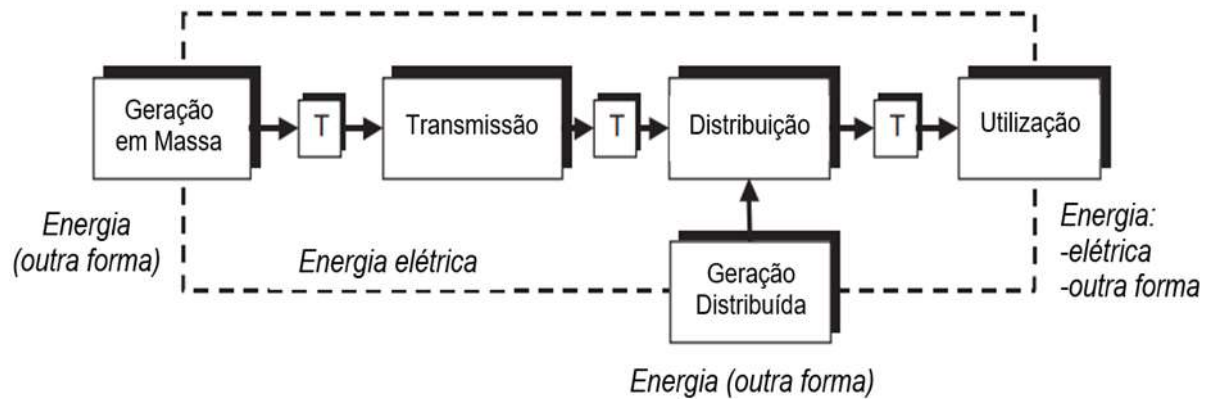 Geração
em Massa
T
Transmissão
T
Distribuição
T
Utilização
Energia
(outra forma)
Energia elétrica
Geração
Distribuída
Energia:
-elétrica
-outra forma
Energia (outra forma)